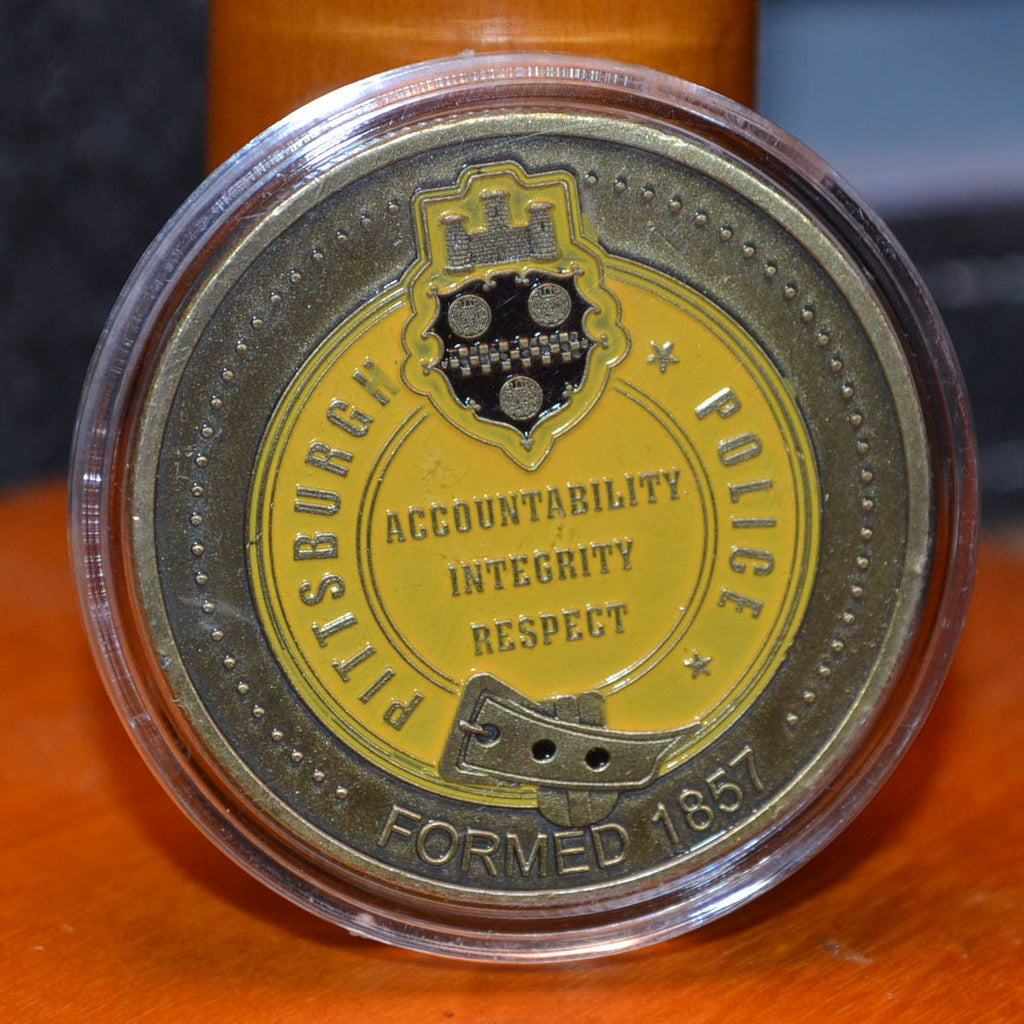 PITTSBURGH POLICE
ACCOUNTABILITY
INTEGRITY
RESPECT
FORMED 1857